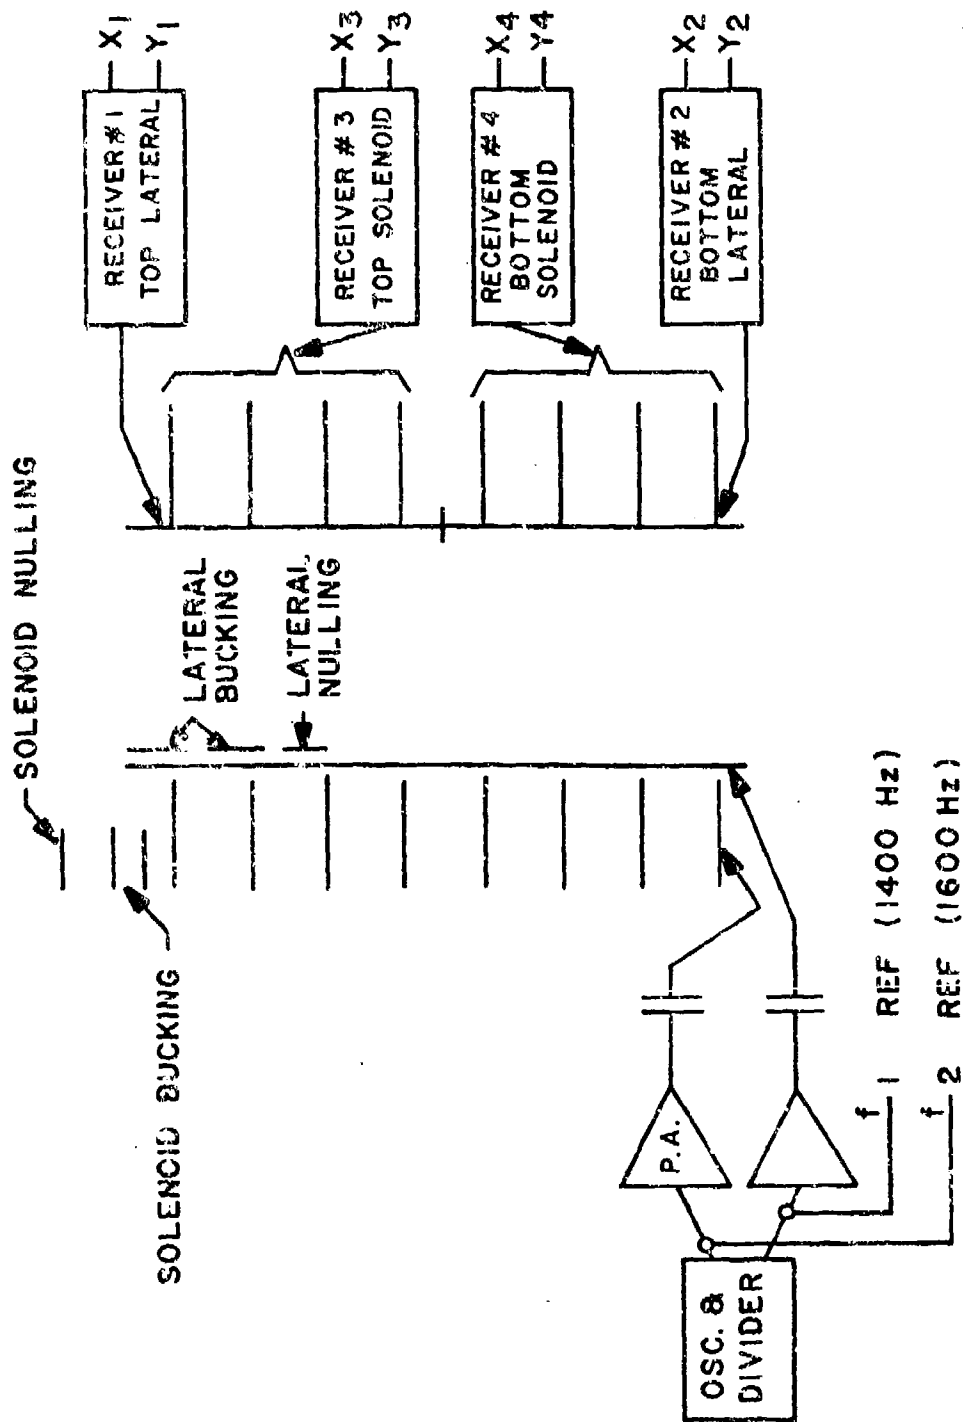 SOLENOID NULLING
SOLENOID BUCKING
LATERAL
BUCKING
LATERAL
NULLING
RECEIVER #1
TOP LATERAL
X1
Y1
RECEIVER #3
TOP SOLENOID
X3
Y3
RECEIVER #4
BOTTOM
SOLENOID
X4
Y4
RECEIVER #2
BOTTOM
LATERAL
X2
Y2
OSC. &
DIVIDER
P.A.
f1 REF (1400 Hz)
f2 REF (1600 Hz)